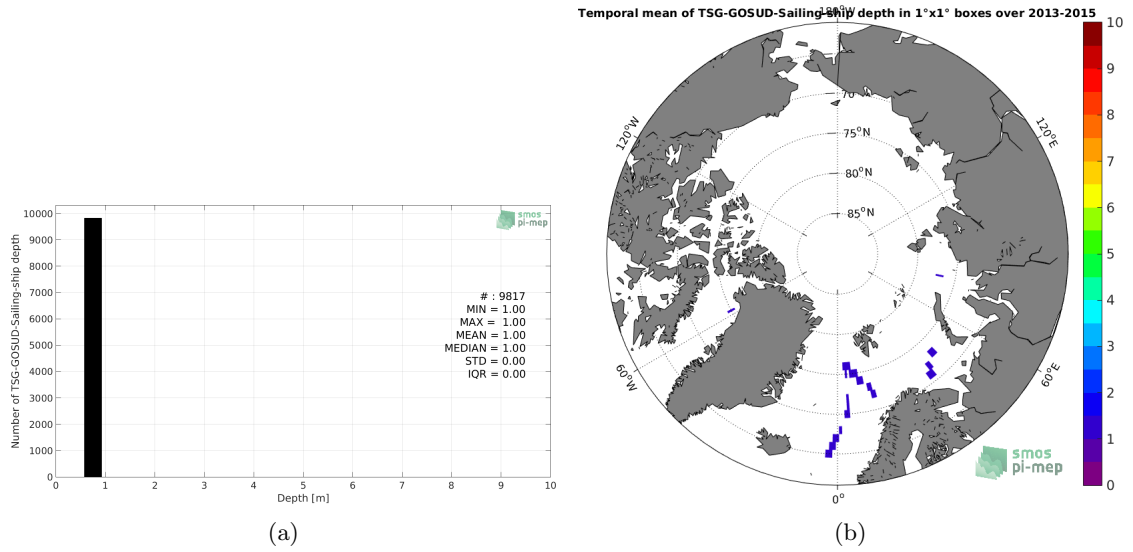 Temporal mean of TSG-GOSUD-Sailing-ship depth in 1°x1° boxes over 2013-2015
180°W
10
9
8
7
6
5
4
3
2
1
0
120°W
120°E
70
75°N
80°N
85°N
60°W
60°E
0°
smos
pi-mep
10000
9000
8000
7000
6000
5000
4000
3000
2000
1000
0
Number of TSG-GOSUD-Sailing-ship depth
smos
pi-mep
# : 9817
MIN = 1.00
MAX = 1.00
MEAN = 1.00
MEDIAN = 1.00
STD = 0.00
IQR = 0.00
0 1 2 3 4 5 6 7 8 9 10
Depth [m]
(a)
(b)